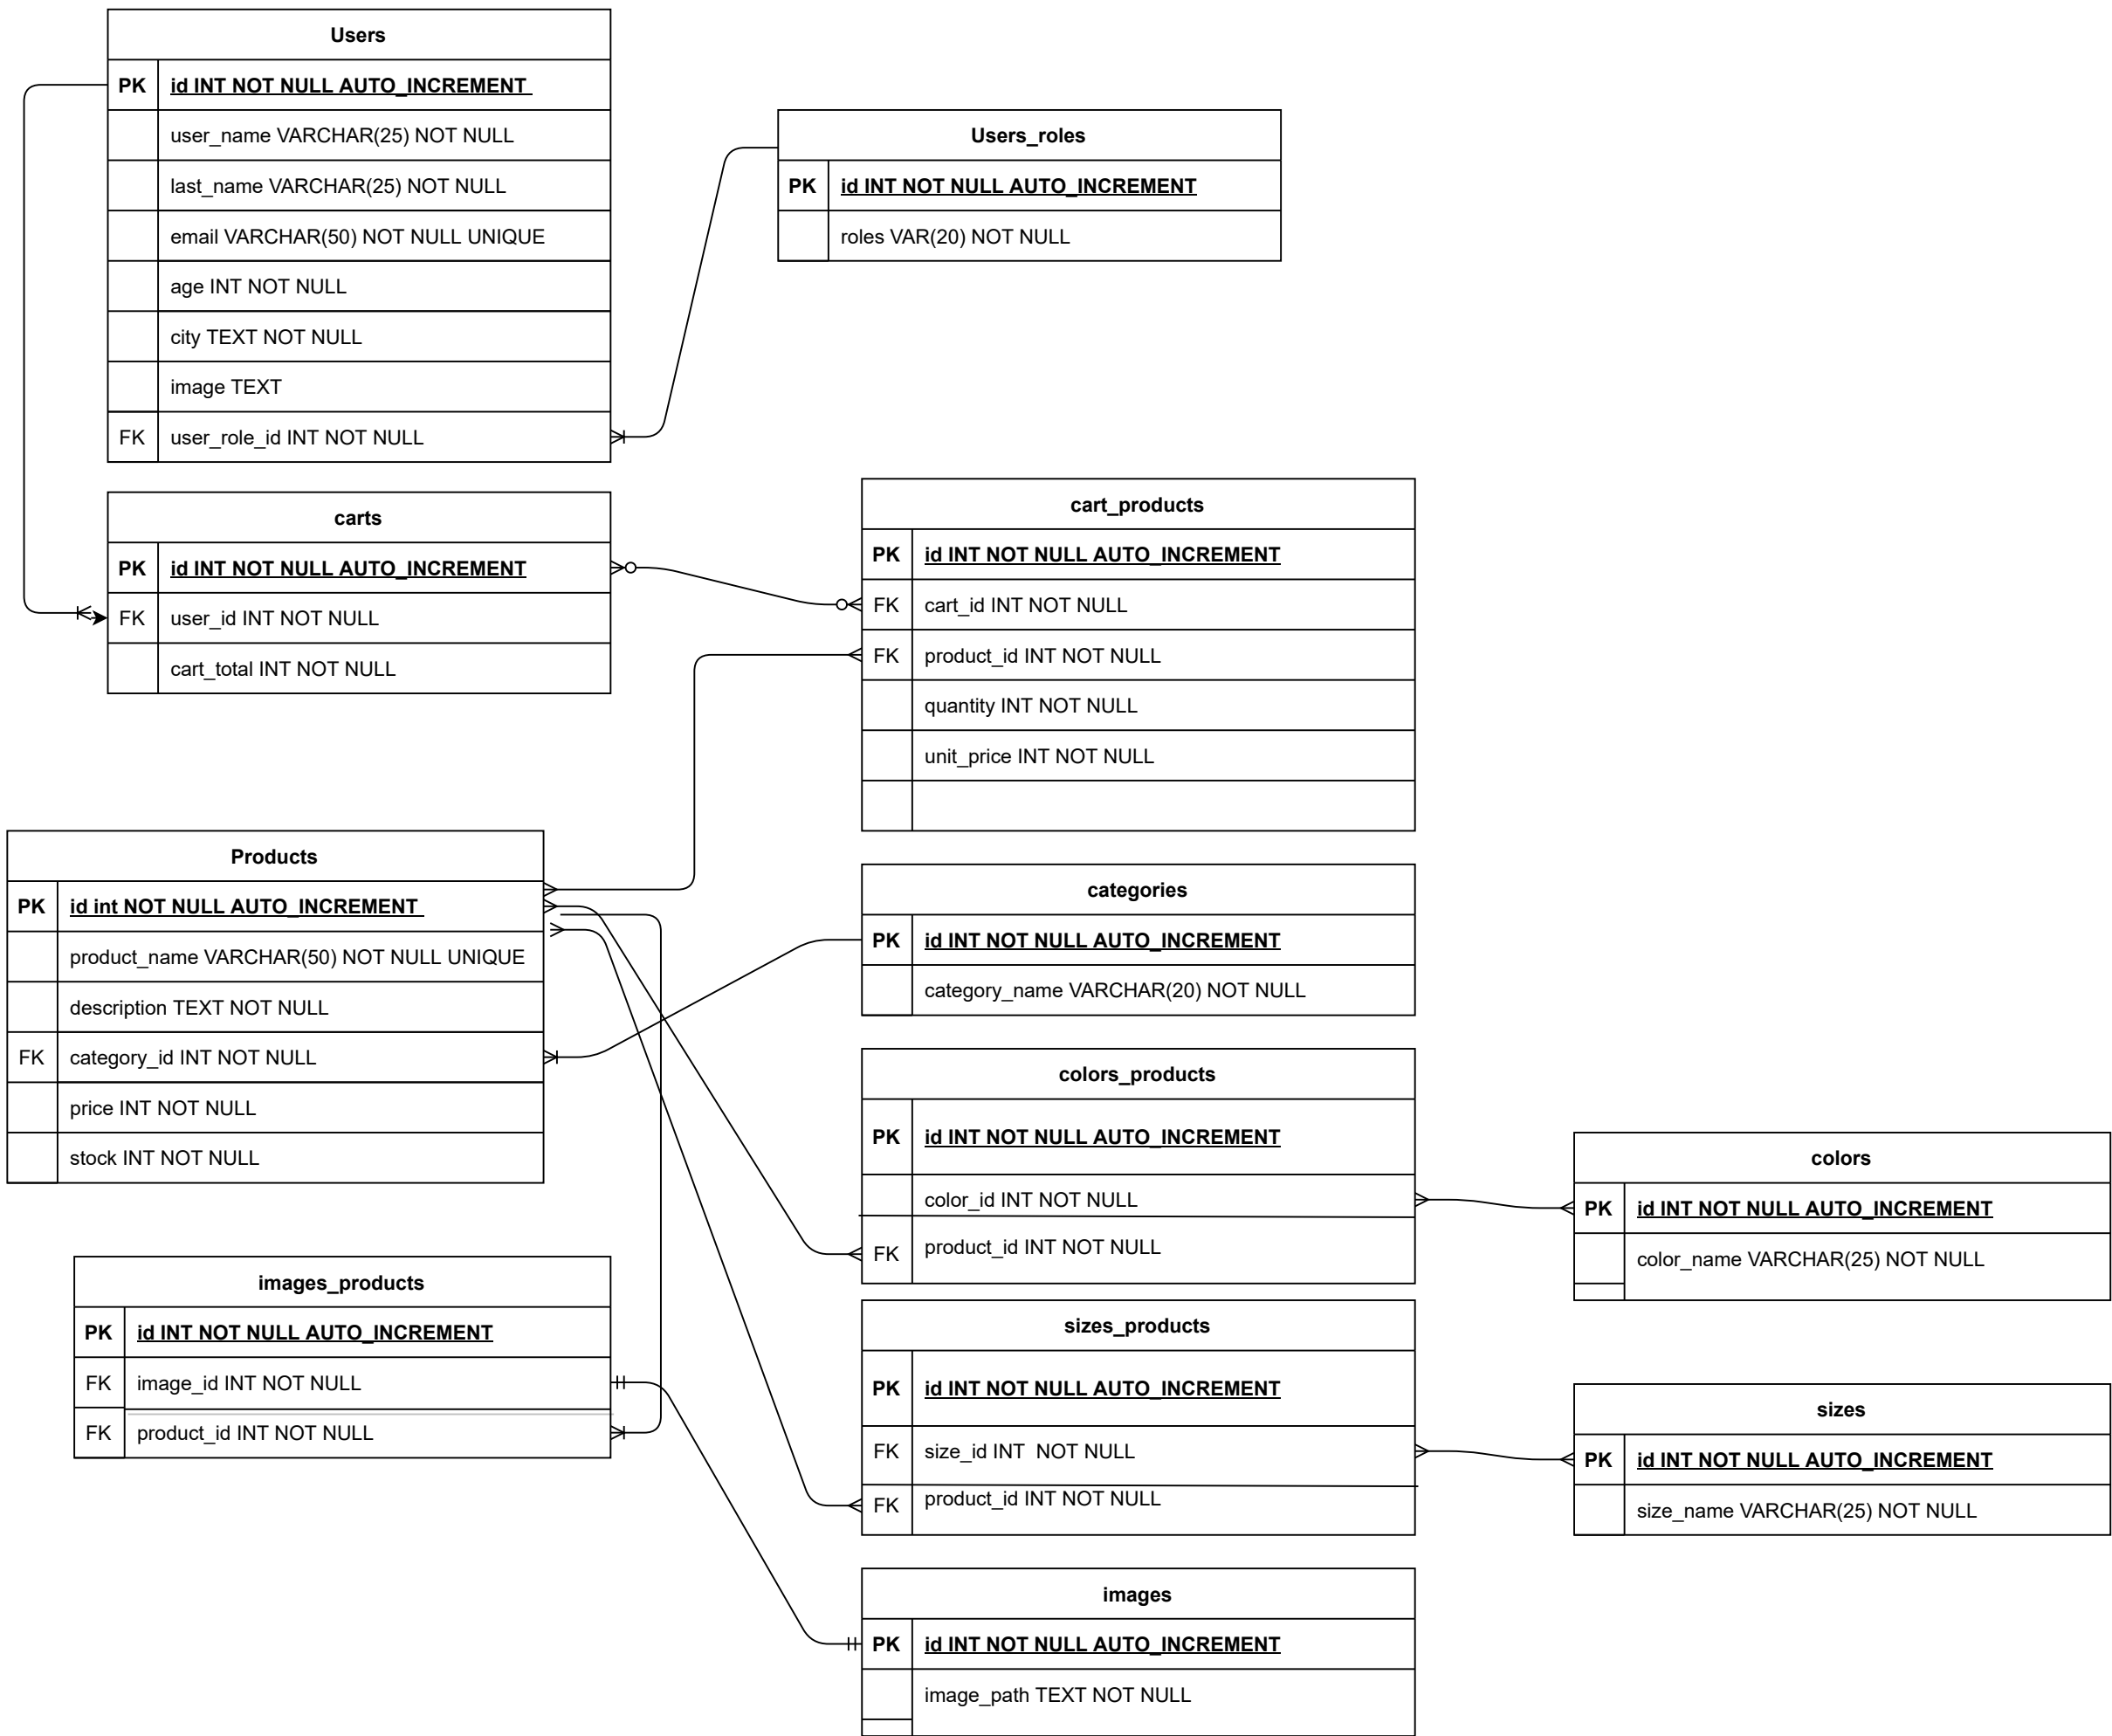 Users
PK id INT NOT NULL AUTO_INCREMENT
user_name VARCHAR(25) NOT NULL
last_name VARCHAR(25) NOT NULL
email VARCHAR(50) NOT NULL UNIQUE
age INT NOT NULL
city TEXT NOT NULL
image TEXT
FK user_role_id INT NOT NULL
Users_roles
PK id INT NOT NULL AUTO_INCREMENT
roles VAR(20) NOT NULL
carts
PK id INT NOT NULL AUTO_INCREMENT
FK user_id INT NOT NULL
cart_total INT NOT NULL
cart_products
PK id INT NOT NULL AUTO_INCREMENT
FK cart_id INT NOT NULL
FK product_id INT NOT NULL
quantity INT NOT NULL
unit_price INT NOT NULL
Products
PK id int NOT NULL AUTO_INCREMENT
product_name VARCHAR(50) NOT NULL UNIQUE
description TEXT NOT NULL
FK category_id INT NOT NULL
price INT NOT NULL
stock INT NOT NULL
categories
PK id INT NOT NULL AUTO_INCREMENT
category_name VARCHAR(20) NOT NULL
colors_products
PK id INT NOT NULL AUTO_INCREMENT
color_id INT NOT NULL
FK product_id INT NOT NULL
colors
PK id INT NOT NULL AUTO_INCREMENT
color_name VARCHAR(25) NOT NULL
images_products
PK id INT NOT NULL AUTO_INCREMENT
FK image_id INT NOT NULL
FK product_id INT NOT NULL
sizes_products
PK id INT NOT NULL AUTO_INCREMENT
FK size_id INT NOT NULL
FK product_id INT NOT NULL
sizes
PK id INT NOT NULL AUTO_INCREMENT
size_name VARCHAR(25) NOT NULL
images
PK id INT NOT NULL AUTO_INCREMENT
image_path TEXT NOT NULL